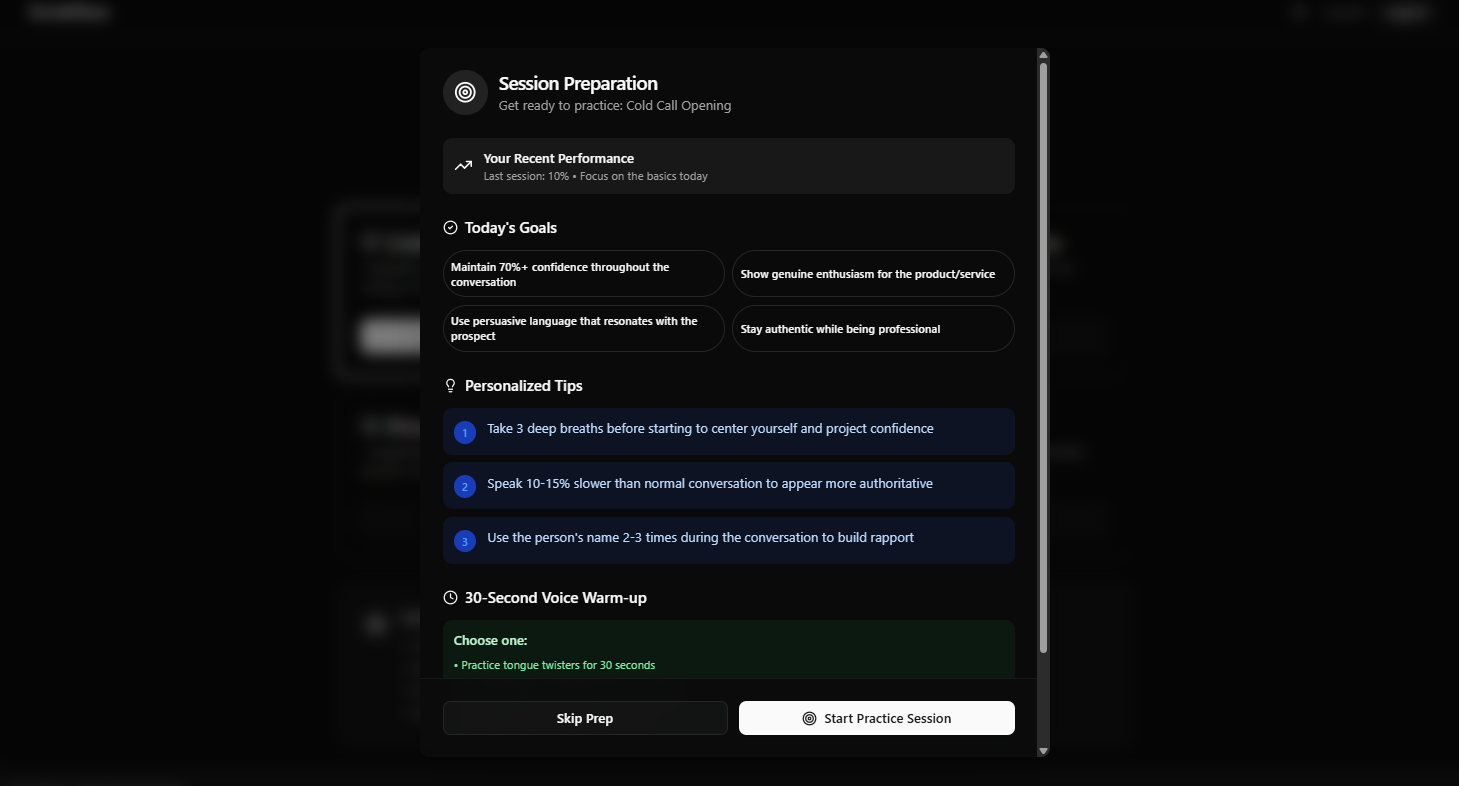 Session Preparation
Get ready to practice: Cold Call Opening
Your Recent Performance
Last session: 10% • Focus on the basics today
Today's Goals
Maintain 70%+ confidence throughout the
conversation
Show genuine enthusiasm for the product/service
Use persuasive language that resonates with the
prospect
Stay authentic while being professional
Personalized Tips
1 Take 3 deep breaths before starting to center yourself and project confidence
2 Speak 10-15% slower than normal conversation to appear more authoritative
3 Use the person's name 2-3 times during the conversation to build rapport
30-Second Voice Warm-up
Choose one:
• Practice tongue twisters for 30 seconds
Skip Prep
Start Practice Session